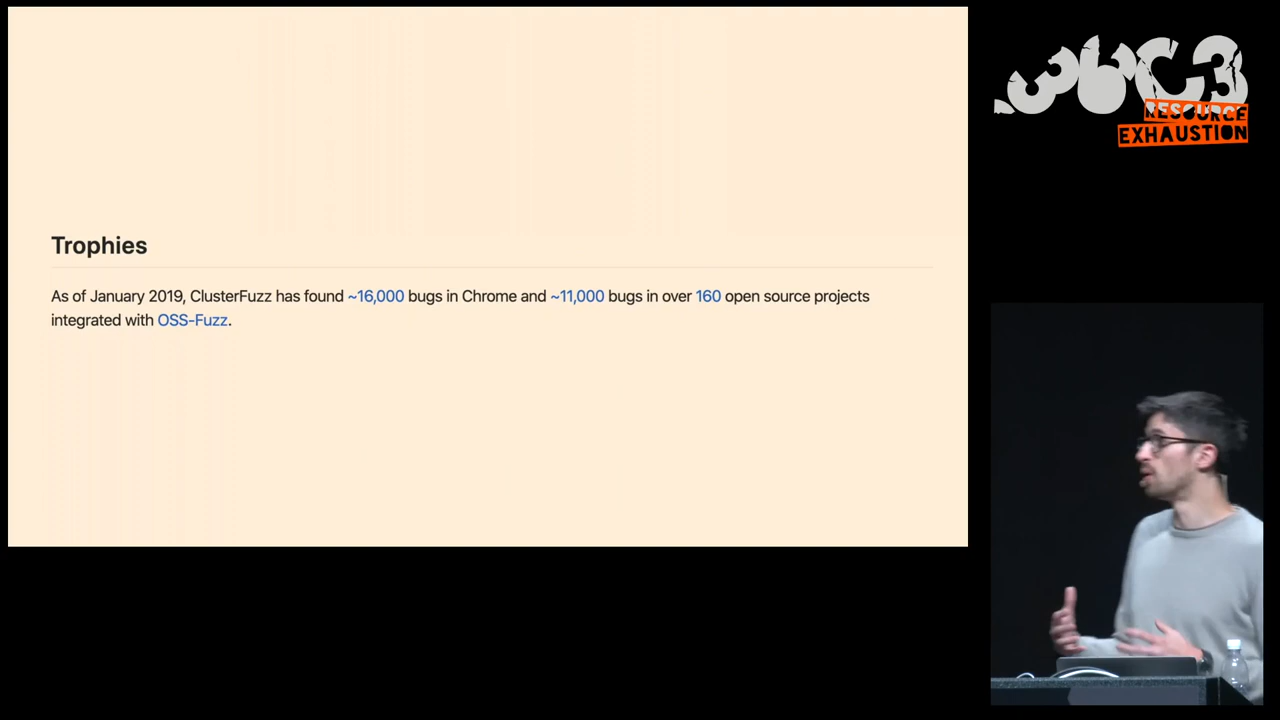 Trophies
As of January 2019, ClusterFuzz has found ~16,000 bugs in Chrome and ~11,000 bugs in over 160 open source projects
integrated with OSS-Fuzz.
36C3
RESOURCE
EXHAUSTION